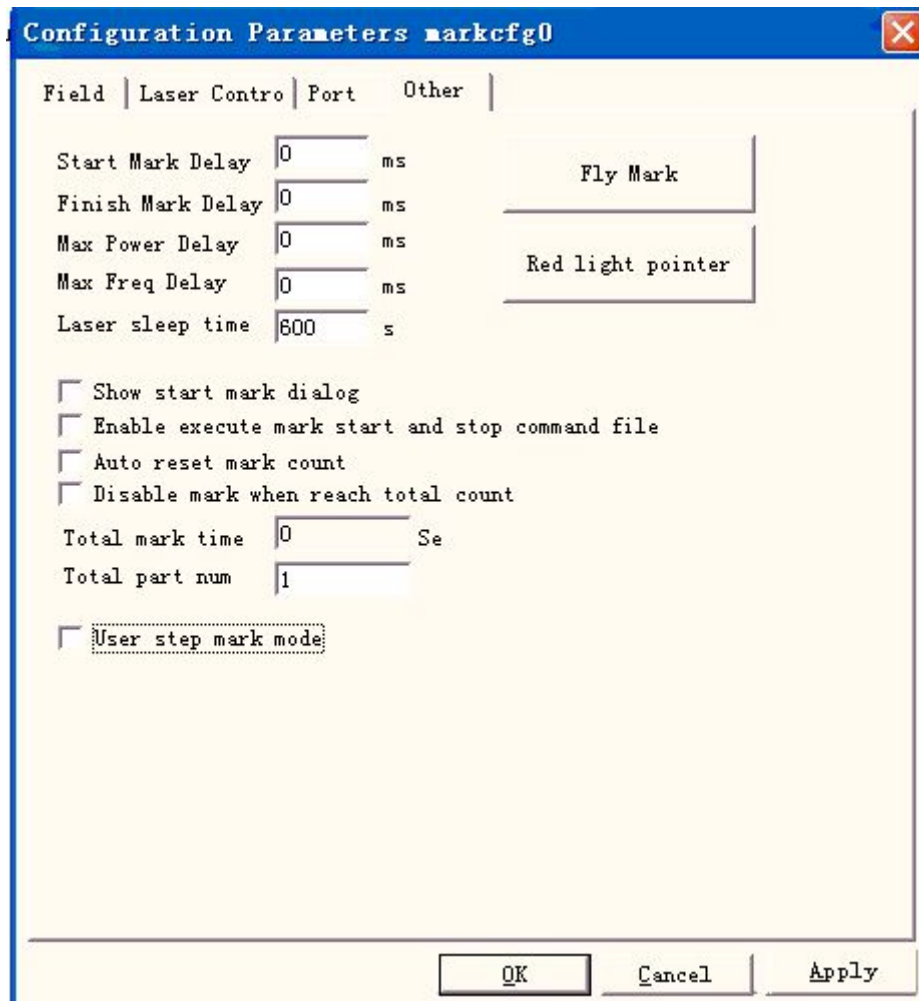 Configuration Parameters markcfg0
Field Laser Contro Port Other
Start Mark Delay 0 ms
Fly Mark
Finish Mark Delay 0 ms
Max Power Delay 0 ms
Red light pointer
Max Freq Delay 0 ms
Laser sleep time 600 s
Show start mark dialog
Enable execute mark start and stop command file
Auto reset mark count
Disable mark when reach total count
Total mark time 0 Se
Total part num 1
User step mark mode
OK Cancel Apply